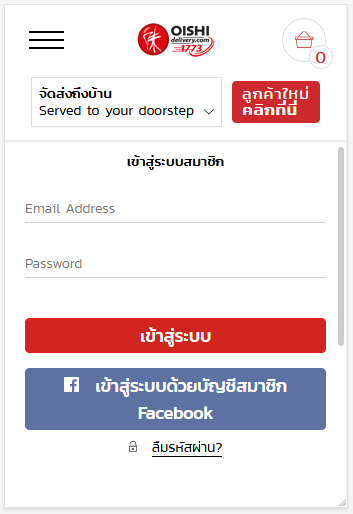 OISHI
delivery.com
1773
0
จัดส่งถึงบ้าน
Served to your doorstep
ลูกค้าใหม่
คลิกที่นี่
เข้าสู่ระบบสมาชิก
Email Address
Password
เข้าสู่ระบบ
เข้าสู่ระบบด้วยบัญชีสมาชิก
Facebook
ลืมรหัสผ่าน?